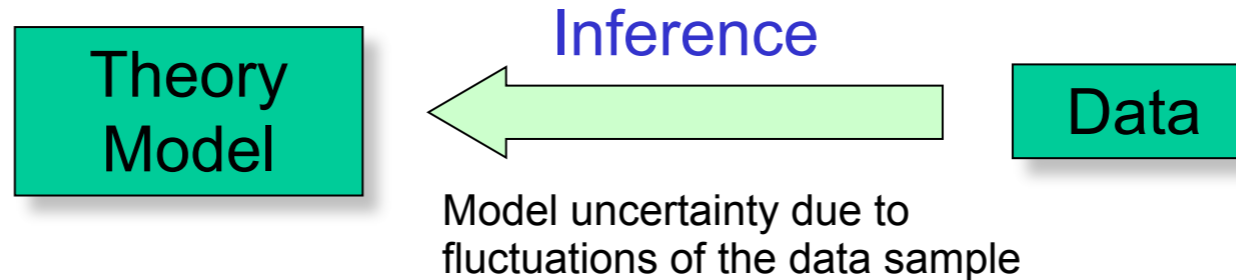 Inference
Theory
Model
Data
Model uncertainty due to
fluctuations of the data sample